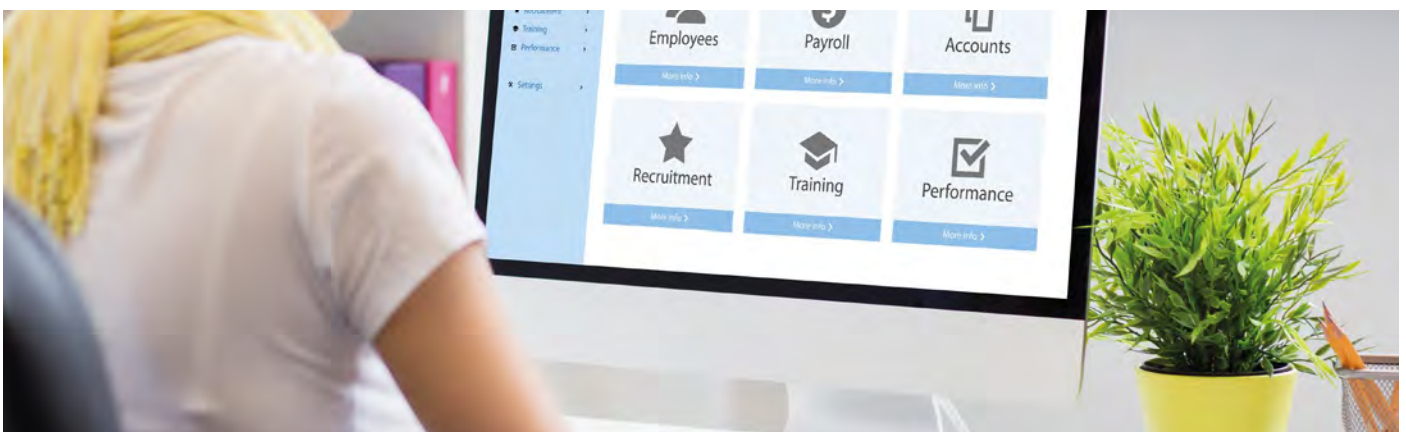 Recruitment
Training
Performance
Settings
Employees
Payroll
Accounts
More info >
More info >
More info >
Recruitment
Training
Performance
More info >
More info >
More info >